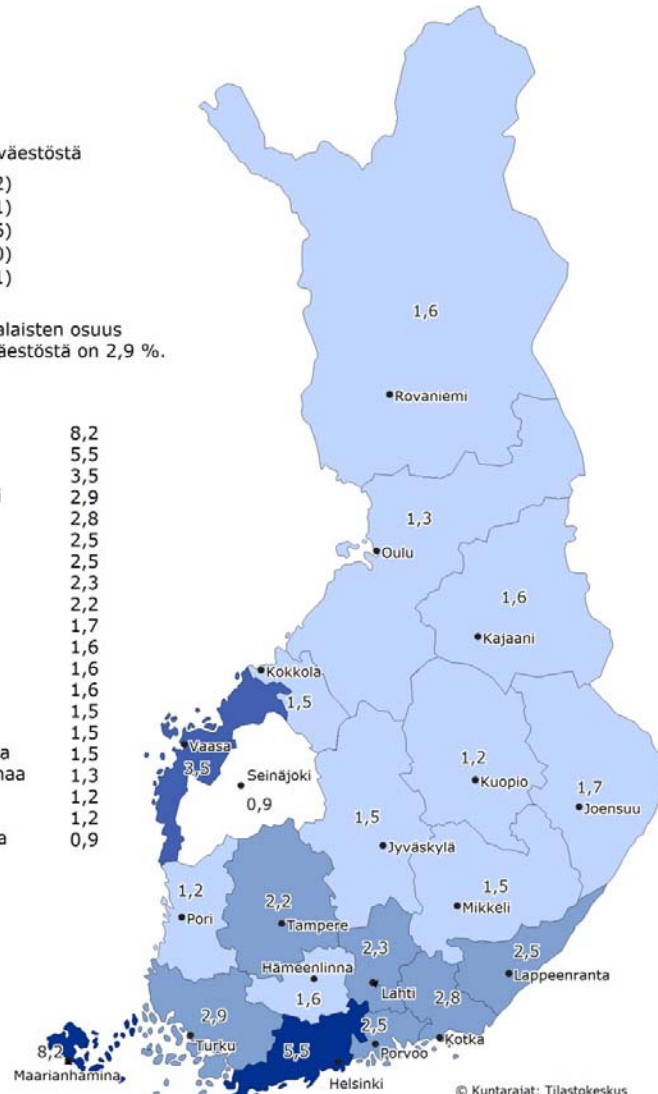 väestöstä
2)
1)
0)
1)
alaisten osuus
äestöstä on 2,9 %.
8,2
5,5
3,5
i 2,9
2,8
2,5
2,5
2,3
2,2
1,7
1,6
1,6
1,6
1,5
1,5
a 1,5
aa 1,3
1,2
1,2
a 0,9
1,6
Rovaniemi
1,3
Oulu
1,6
Kajaani
Kokkola
1,5
Vaasa
3,5
Seinäjoki
0,9
1,2
Kuopio
1,7
Joensuu
1,5
Jyväskylä
1,5
Mikkeli
1,2
Pori
2,2
Tampere
2,3
Lahti
2,5
Lappeenranta
Hämeenlinna
1,6
2,8
Kotka
2,9
Turku
2,5
Porvoo
5,5
Helsinki
8,2
Maarianhamina
© Kuntarajat: Tilastokeskus